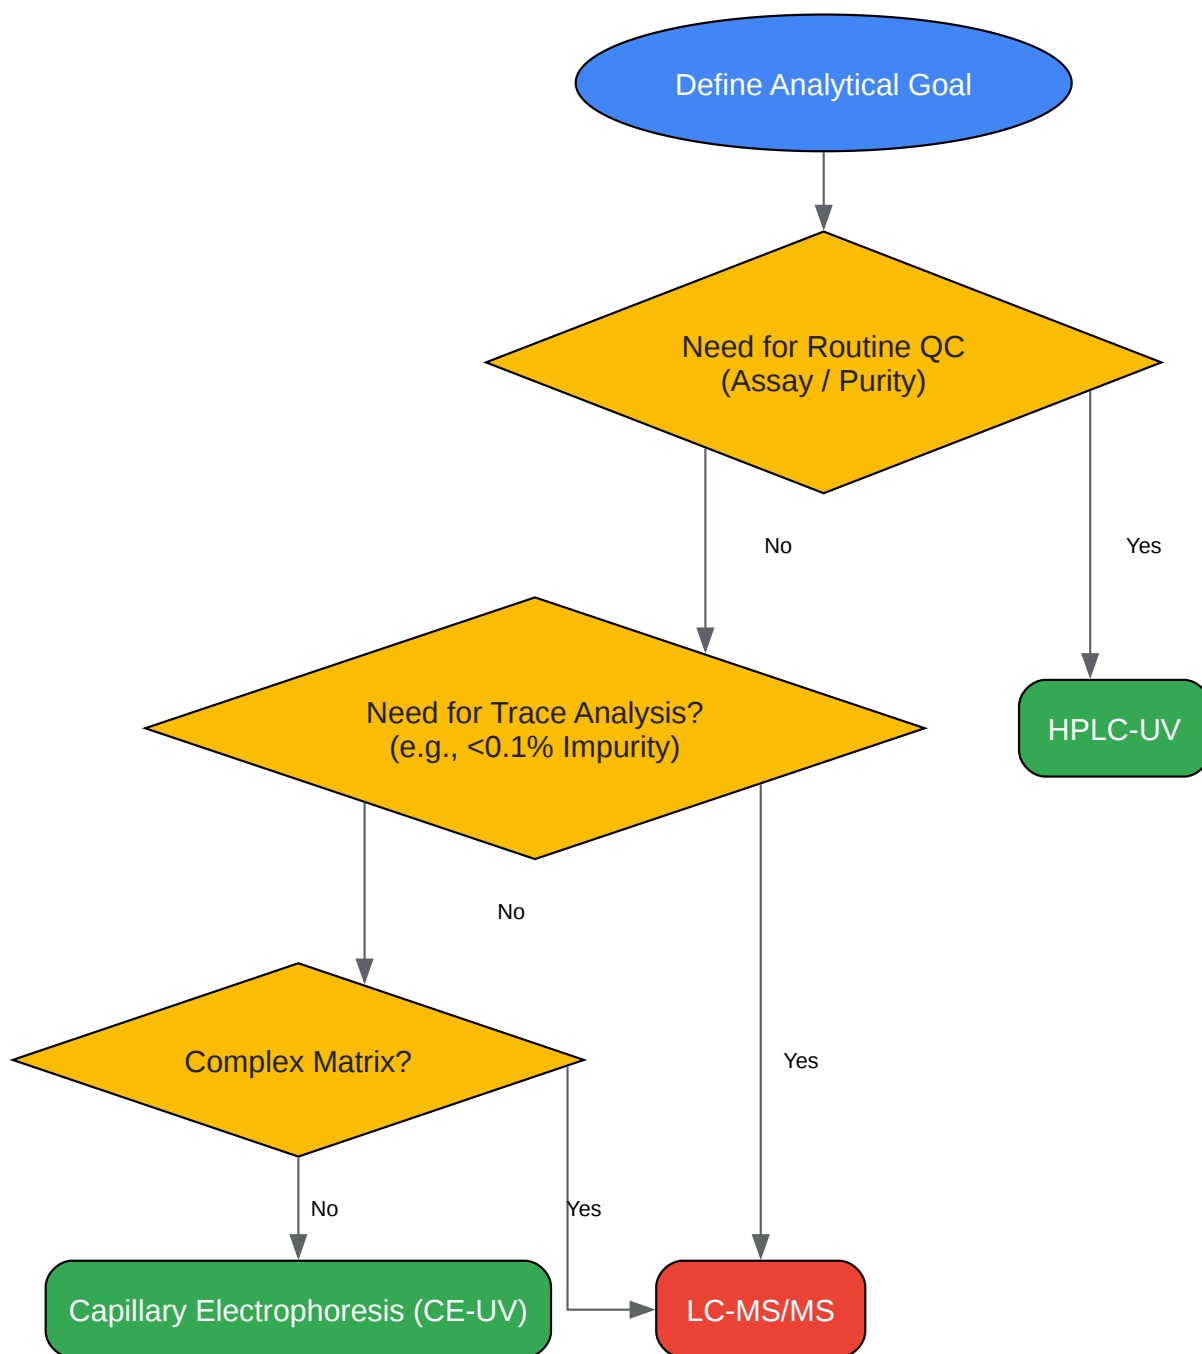 Define Analytical Goal
Need for Routine QC
(Assay / Purity)
No
Yes
Need for Trace Analysis?
(e.g., <0.1% Impurity)
HPLC-UV
No
Complex Matrix?
Yes
No
Yes
Capillary Electrophoresis (CE-UV)
LC-MS/MS